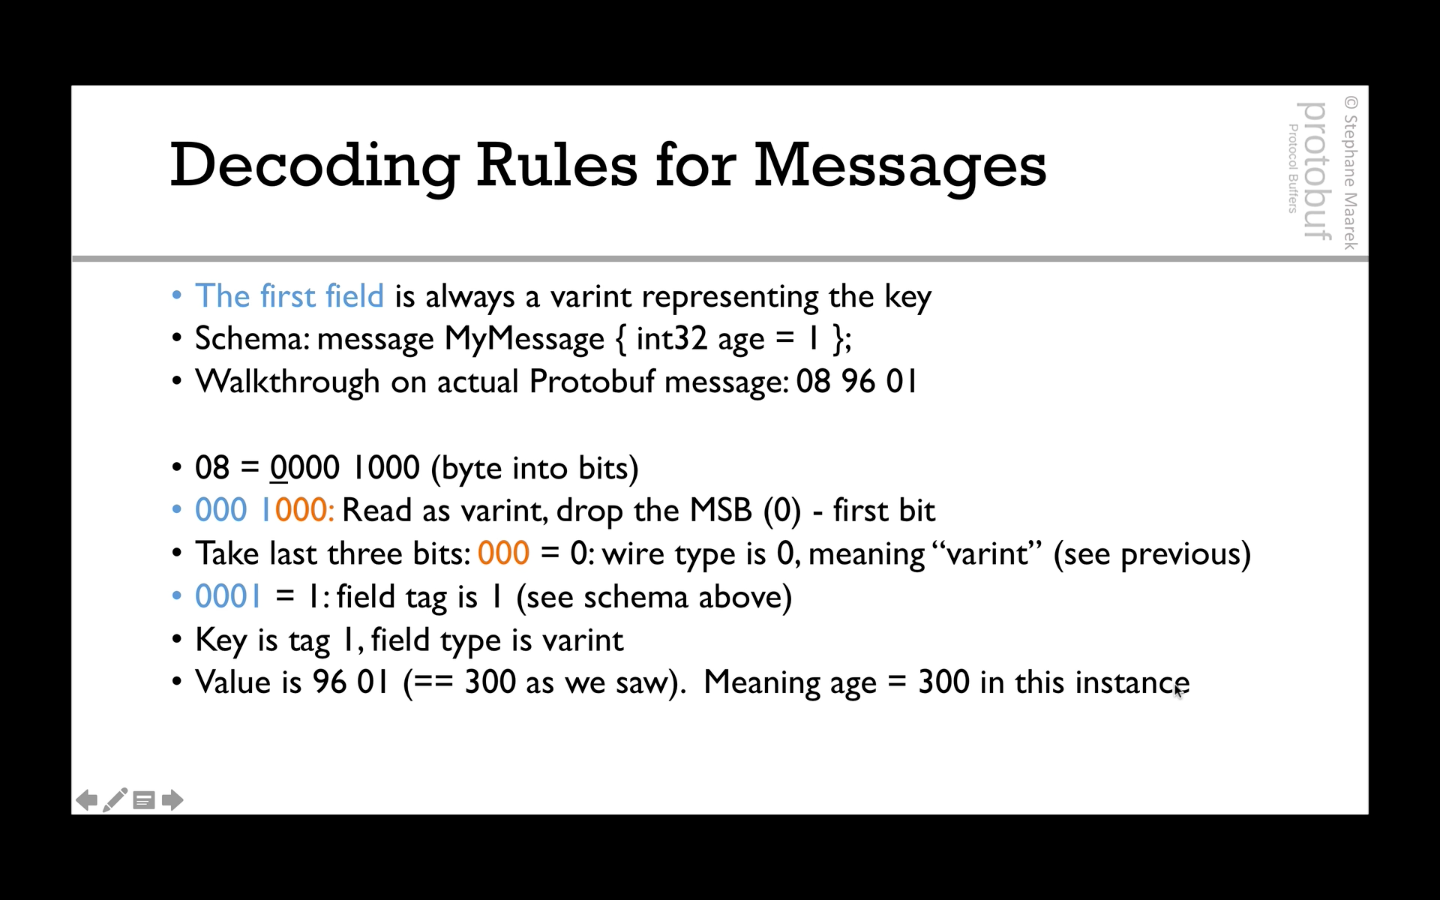 Decoding Rules for Messages
© Stephane Maarek
protobuf
Protocol Buffers
• The first field is always a varint representing the key
• Schema: message MyMessage { int32 age = 1 };
• Walkthrough on actual Protobuf message: 08 96 01
• 08 = 0000 1000 (byte into bits)
• 000 1000: Read as varint, drop the MSB (0) - first bit
• Take last three bits: 000 = 0: wire type is 0, meaning “varint” (see previous)
• 0001 = 1: field tag is 1 (see schema above)
• Key is tag 1, field type is varint
• Value is 96 01 (== 300 as we saw).  Meaning age = 300 in this instance